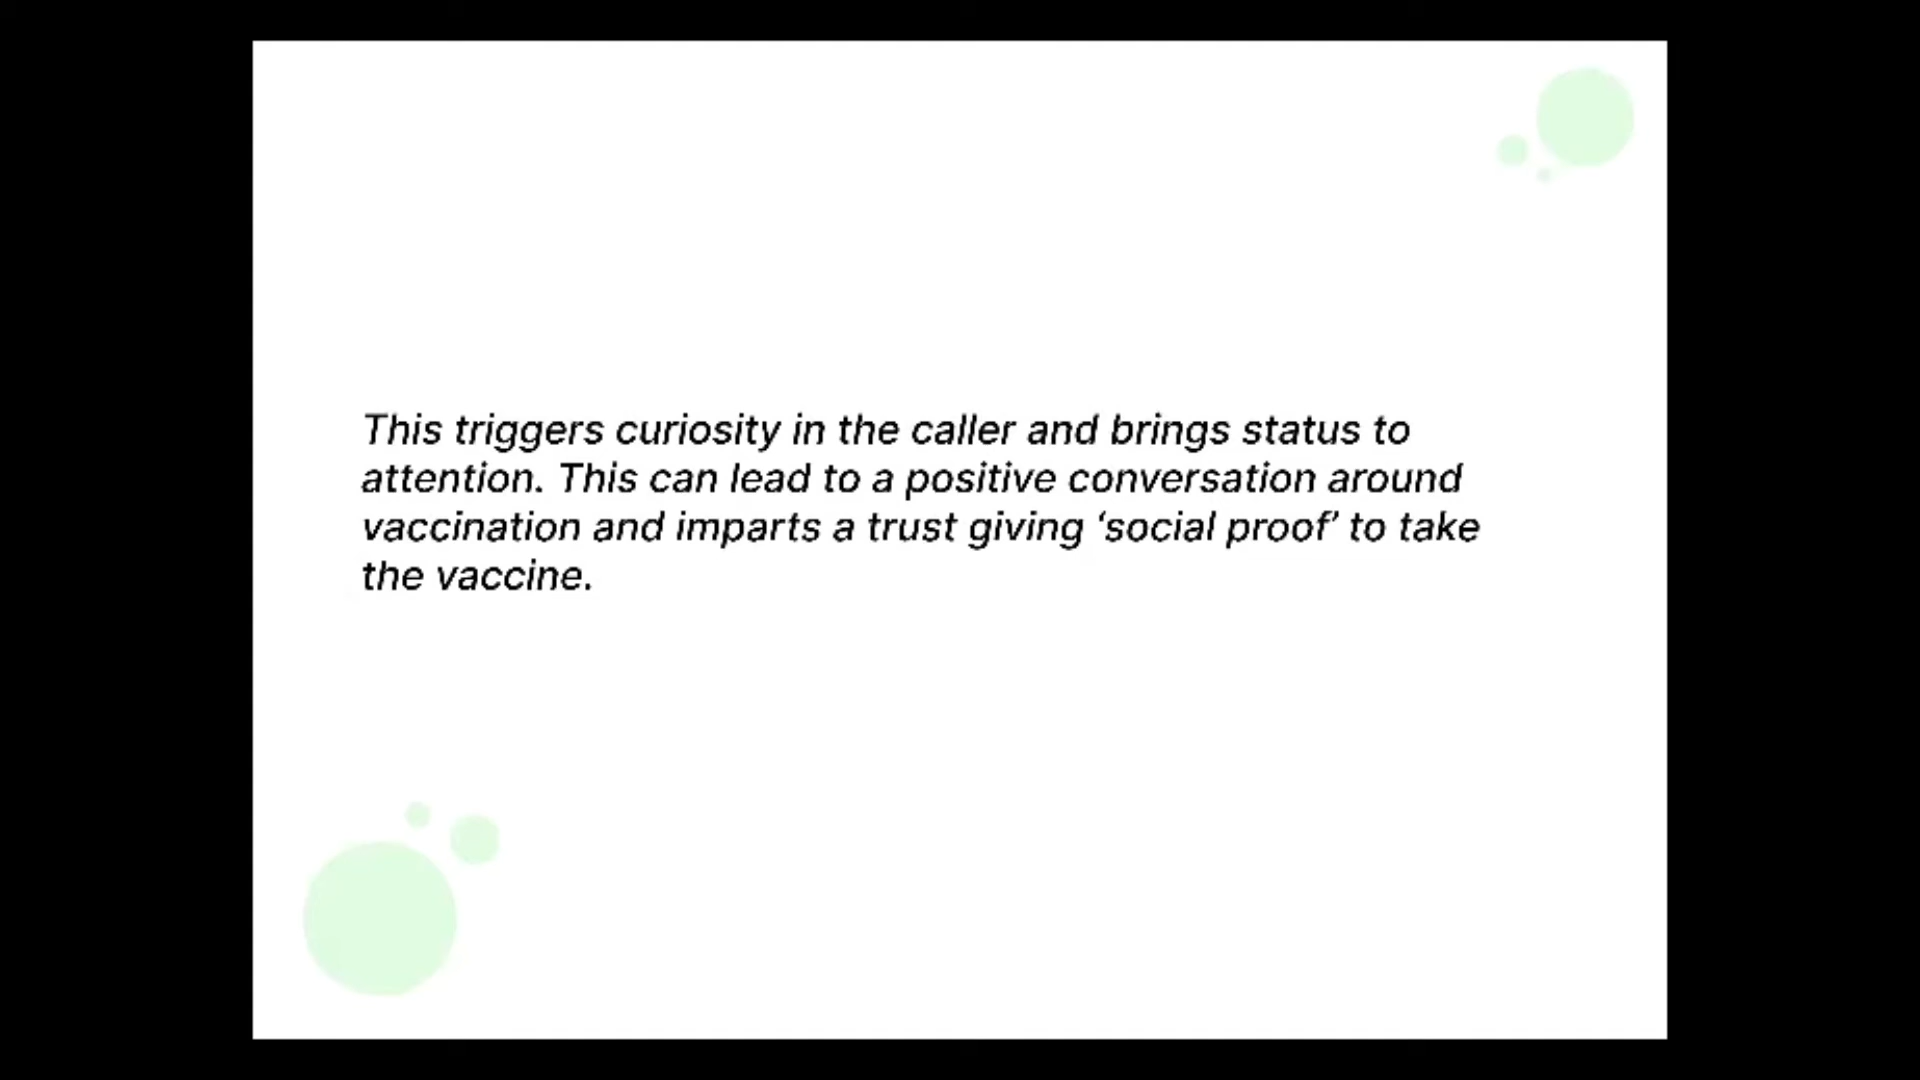 This triggers curiosity in the caller and brings status to
attention. This can lead to a positive conversation around
vaccination and imparts a trust giving ‘social proof’ to take
the vaccine.